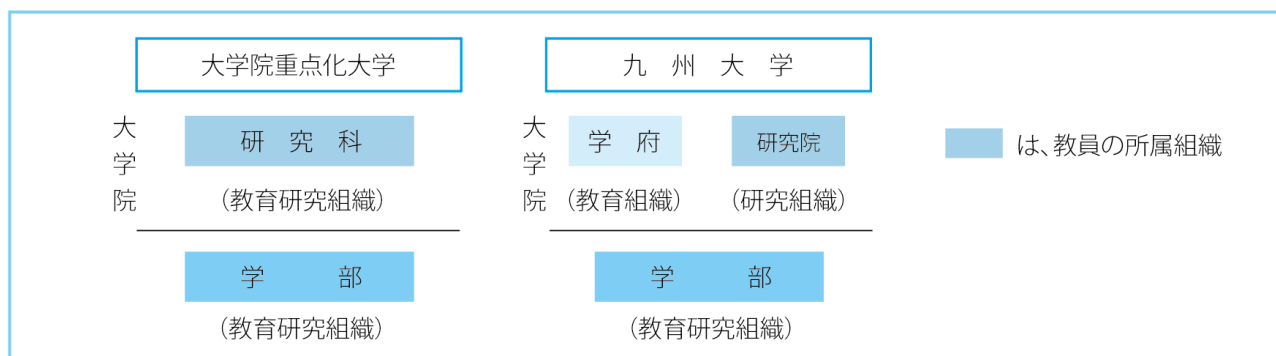 大学院重点化大学
大学院
研究科
(教育研究組織)
学部
(教育研究組織)
九州大学
大学院
学府
(教育組織)
研究院
(研究組織)
学部
(教育研究組織)
は、教員の所属組織